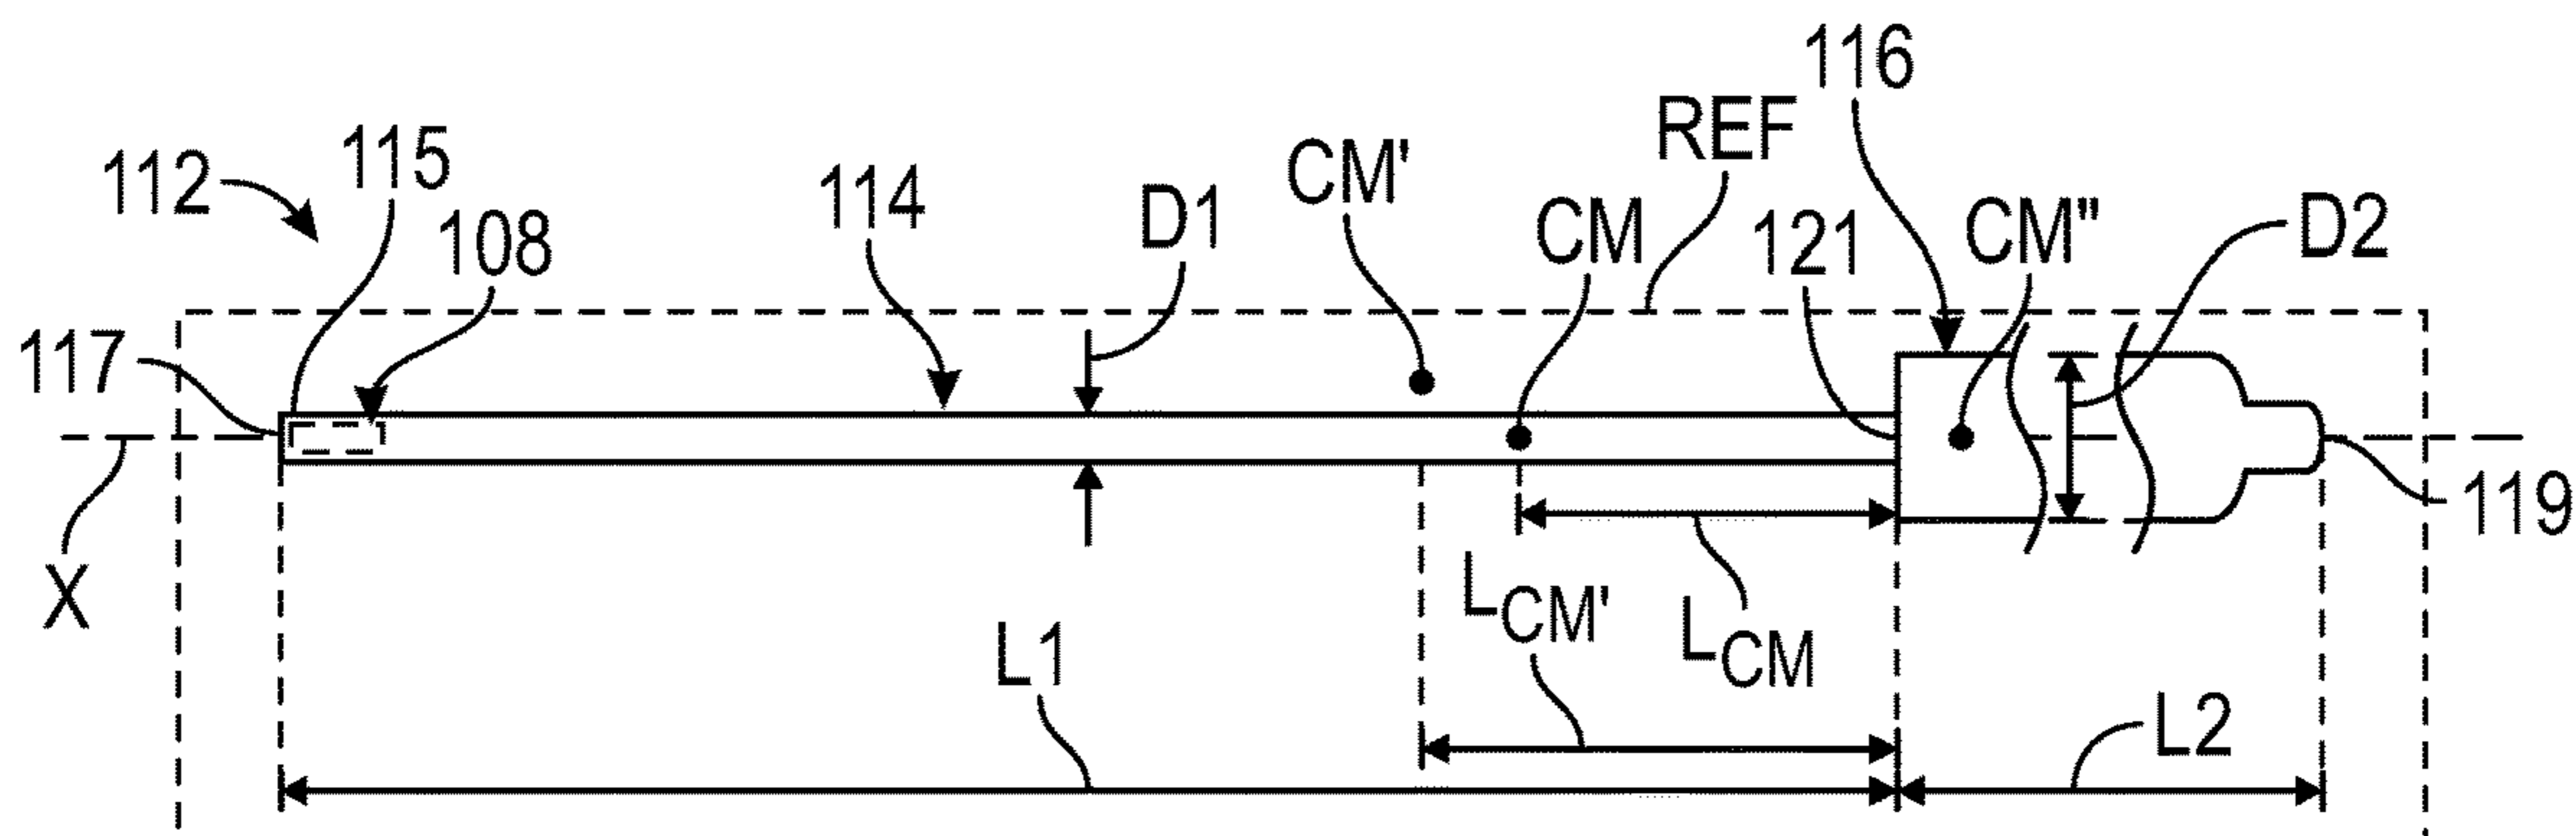 116
REF
112
115
CM'
114
D1
CM
121
CM"
D2
108
117
119
X
LCM'
LCM
L1
L2